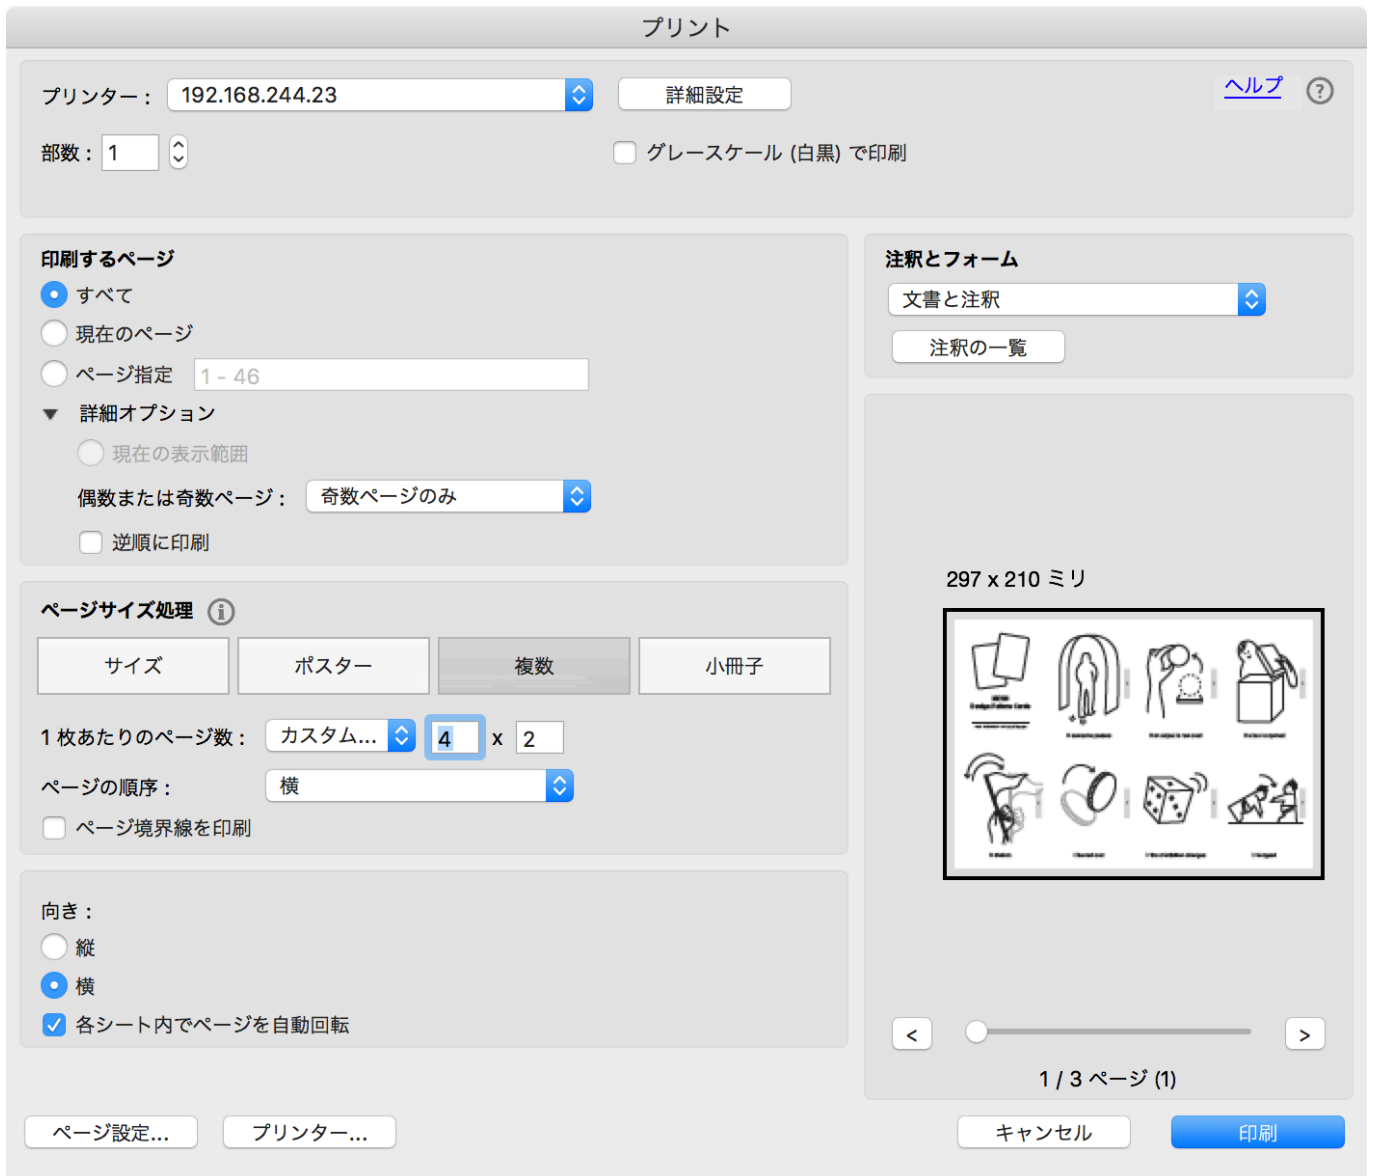 プリント
プリンター： 192.168.244.23 詳細設定 ヘルプ ?
部数： 1 グレースケール (白黒) で印刷
印刷するページ
すべて
現在のページ
ページ指定 1 - 46
詳細オプション
現在の表示範囲
偶数または奇数ページ： 奇数ページのみ
逆順に印刷
注釈とフォーム
文書と注釈
注釈の一覧
ページサイズ処理 i
サイズ ポスター 複数 小冊子
1 枚あたりのページ数： カスタム... 4 x 2
ページの順序： 横
ページ境界線を印刷
向き：
縦
横
各シート内でページを自動回転
297 x 210 ミリ
Design Pattern Cards
< >
1 / 3 ページ (1)
ページ設定... プリンター... キャンセル 印刷